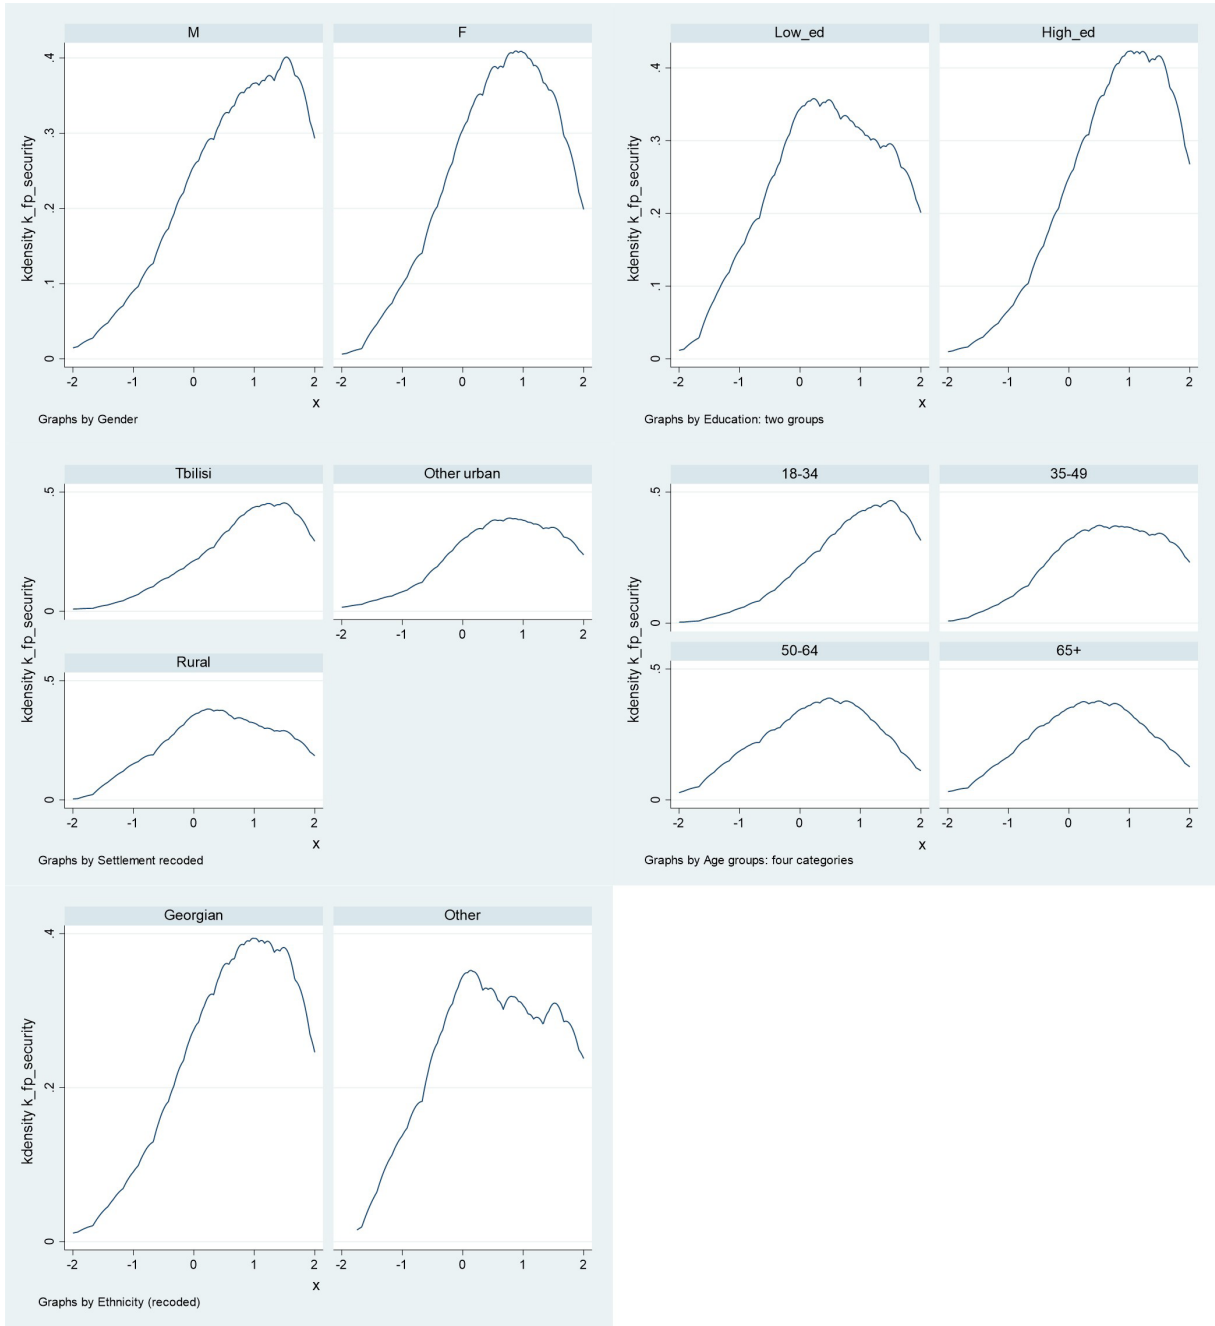 M F
.4
.3
.2
.1
0
kdensity k_fp_security
-2 -1 0 1 2 -2 -1 0 1 2
x
Graphs by Gender
Low_ed High_ed
.4
.3
.2
.1
0
kdensity k_fp_security
-2 -1 0 1 2 -2 -1 0 1 2
x
Graphs by Education: two groups
Tbilisi Other urban
.5
0
-2 -1 0 1 2
Rural
.5
0
kdensity k_fp_security
-2 -1 0 1 2
x
Graphs by Settlement recoded
18-34 35-49
.5
0
50-64 65+
.5
0
kdensity k_fp_security
-2 -1 0 1 2 -2 -1 0 1 2
x
Graphs by Age groups: four categories
Georgian Other
.4
.2
0
kdensity k_fp_security
-2 -1 0 1 2 -2 -1 0 1 2
x
Graphs by Ethnicity (recoded)